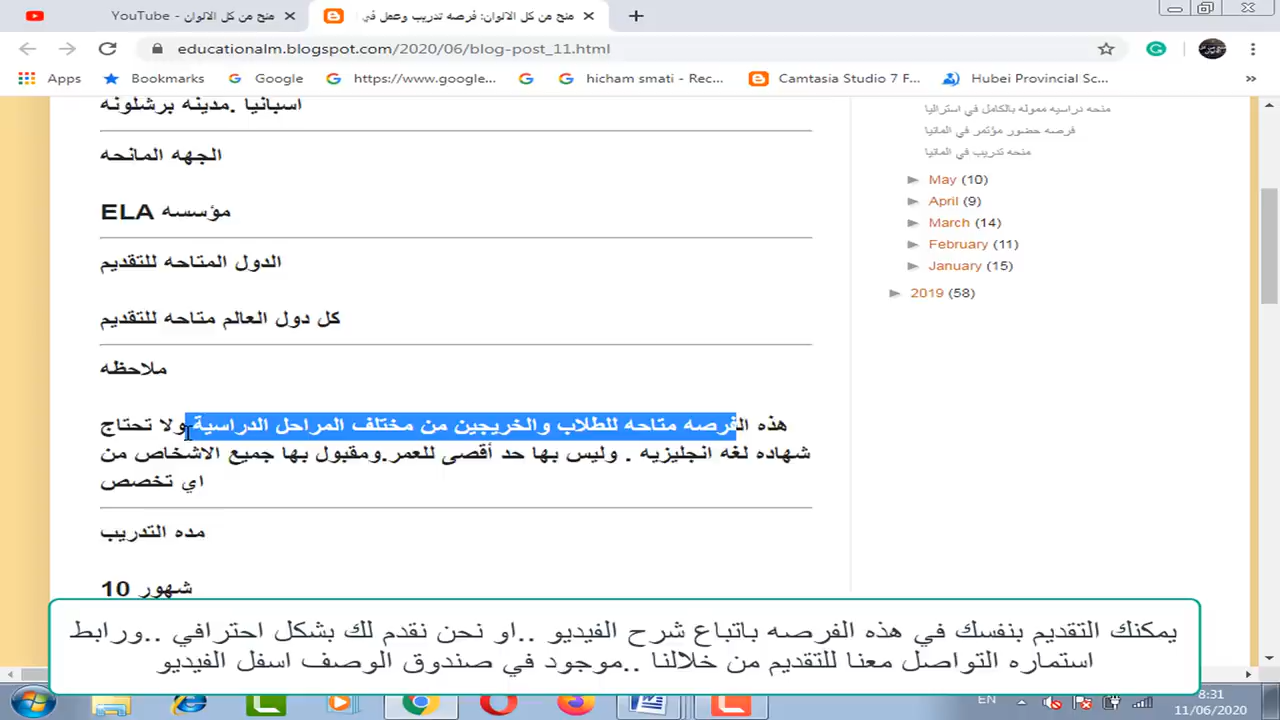 منح من كل الالوان - YouTube
منح من كل الالوان: فرصه تدريب وعمل في
educationalm.blogspot.com/2020/06/blog-post_11.html
Apps
Bookmarks
Google
https://www.google...
hicham smati - Rec...
Camtasia Studio 7 F...
Hubei Provincial Sc...
»
اسبانيا .مدينه برشلونه
الجهه المانحه
مؤسسه ELA
الدول المتاحه للتقديم
كل دول العالم متاحه للتقديم
ملاحظه
هذه الفرصه متاحه للطلاب والخريجين من مختلف المراحل الدراسية ولا تحتاج
شهاده لغه انجليزيه . وليس بها حد أقصى للعمر.ومقبول بها جميع الاشخاص من
اي تخصص
مده التدريب
10 شهور
منحه دراسيه مموله بالكامل في استراليا
فرصه حضور مؤتمر في المانيا
منحه تدريب في المانيا
► May (10)
► April (9)
► March (14)
► February (11)
► January (15)
► 2019 (58)
يمكنك التقديم بنفسك في هذه الفرصه باتباع شرح الفيديو ..او نحن نقدم لك بشكل احترافي ..ورابط
استماره التواصل معنا للتقديم من خلالنا ..موجود في صندوق الوصف اسفل الفيديو
EN
8:31
11/06/2020